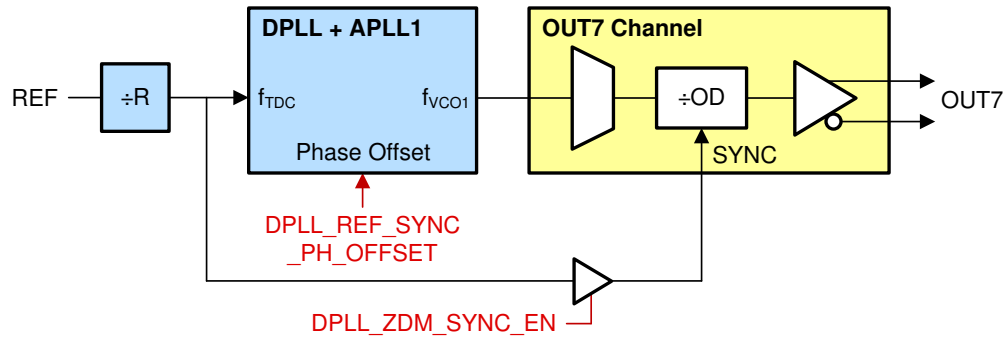 DPLL + APLL1
OUT7 Channel
REF
÷R
fTDC
fVCO1
÷OD
OUT7
Phase Offset
SYNC
DPLL_REF_SYNC
_PH_OFFSET
DPLL_ZDM_SYNC_EN